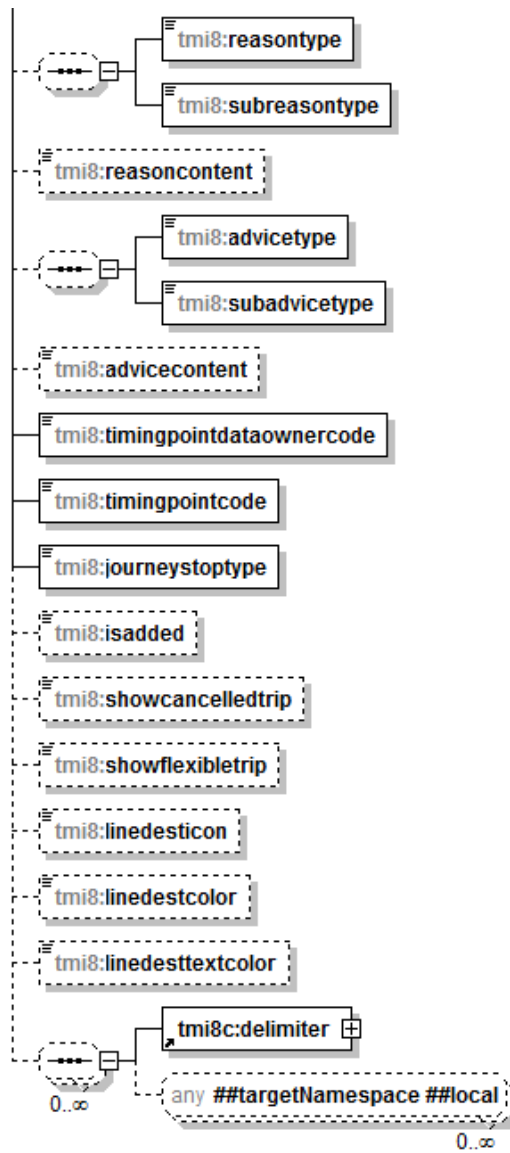 tmi8:reasontype
tmi8:subreasontype
tmi8:reasoncontent
tmi8:advicetype
tmi8:subadvicetype
tmi8:advicecontent
tmi8:timingpointdataownercode
tmi8:timingpointcode
tmi8:journeystoptype
tmi8:isadded
tmi8:showcancelledtrip
tmi8:showflexibletrip
tmi8:linedesticon
tmi8:linedestcolor
tmi8:linedesttextcolor
tmi8c:delimiter
any ##targetNamespace ##local
0..∞
0..∞